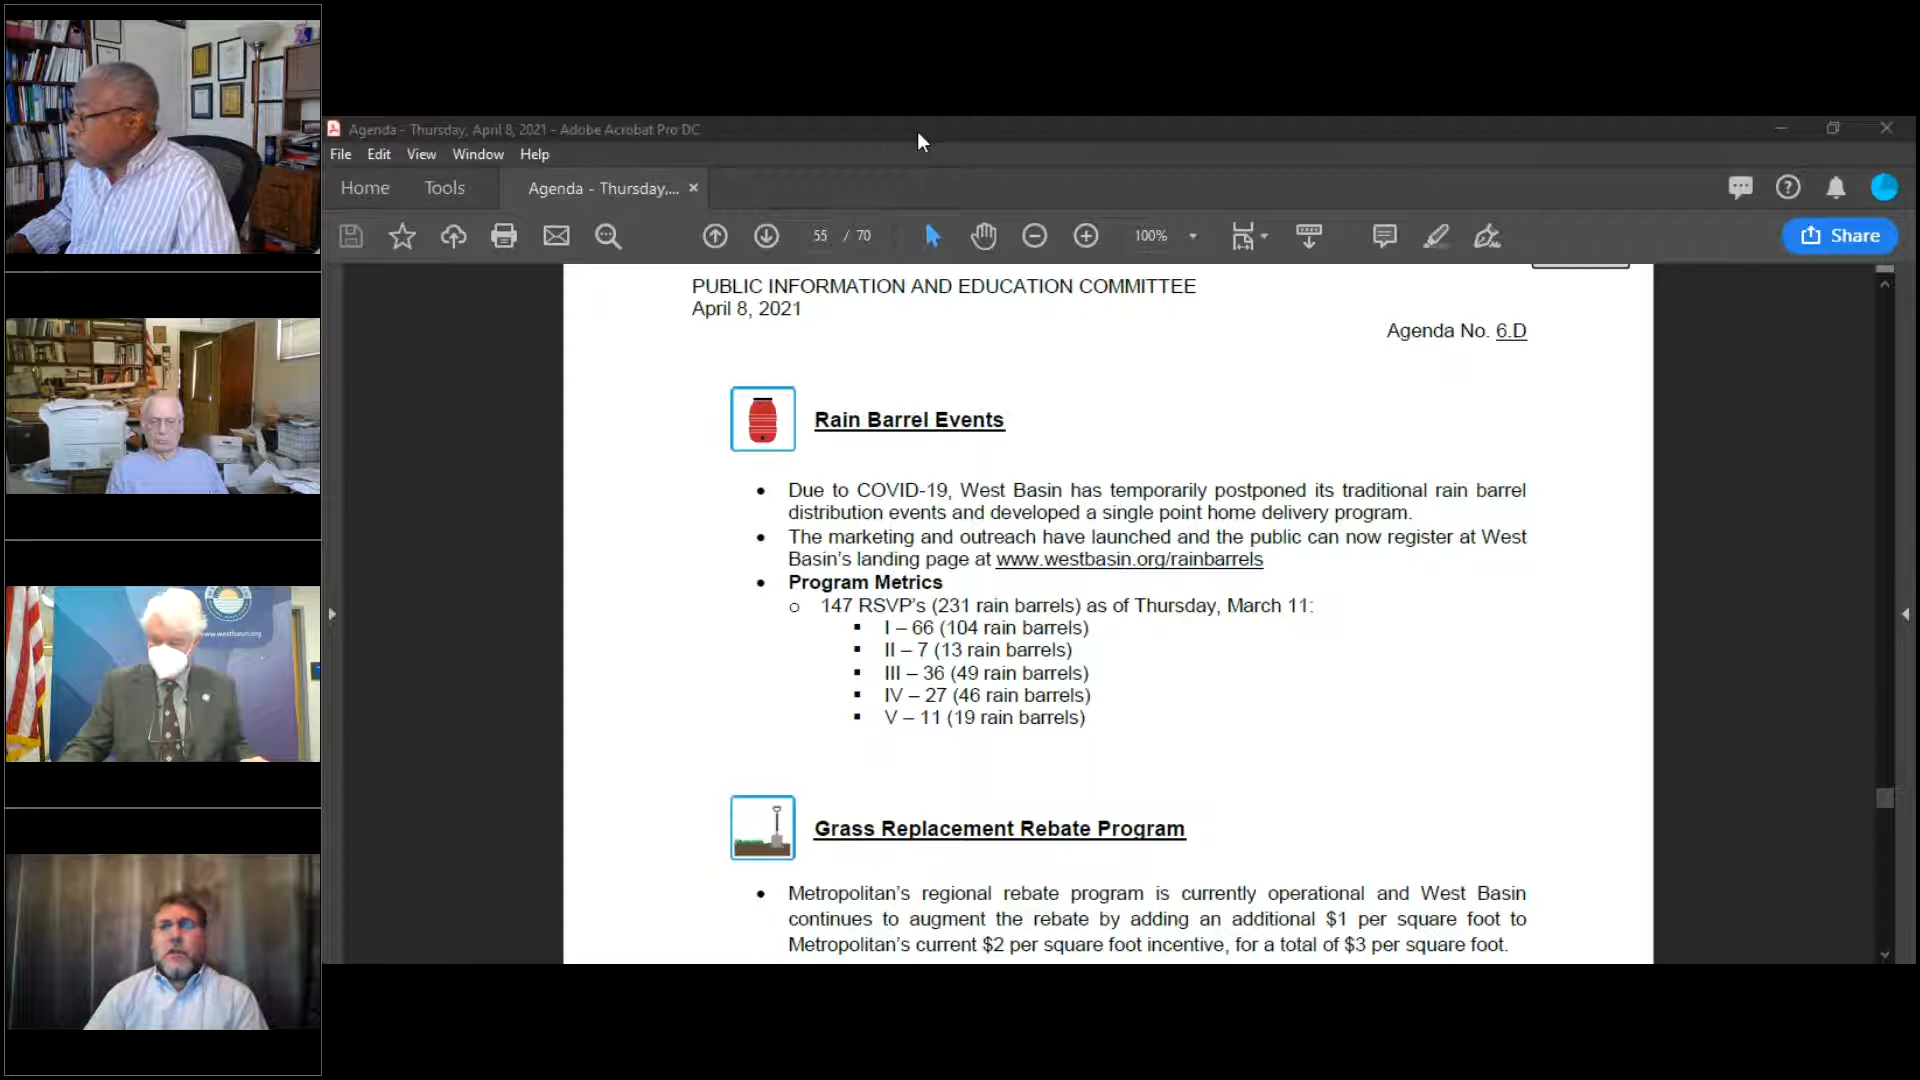 www.westbasin.org
Agenda - Thursday, April 8, 2021 - Adobe Acrobat Pro DC
File Edit View Window Help
Home Tools Agenda - Thursday,... ×
55 / 70 100% Share
PUBLIC INFORMATION AND EDUCATION COMMITTEE
April 8, 2021
Agenda No. 6.D
Rain Barrel Events
• Due to COVID-19, West Basin has temporarily postponed its traditional rain barrel
distribution events and developed a single point home delivery program.
• The marketing and outreach have launched and the public can now register at West
Basin's landing page at www.westbasin.org/rainbarrels
• Program Metrics
o 147 RSVP's (231 rain barrels) as of Thursday, March 11:
▪ I – 66 (104 rain barrels)
▪ II – 7 (13 rain barrels)
▪ III – 36 (49 rain barrels)
▪ IV – 27 (46 rain barrels)
▪ V – 11 (19 rain barrels)
Grass Replacement Rebate Program
• Metropolitan's regional rebate program is currently operational and West Basin
continues to augment the rebate by adding an additional $1 per square foot to
Metropolitan's current $2 per square foot incentive, for a total of $3 per square foot.